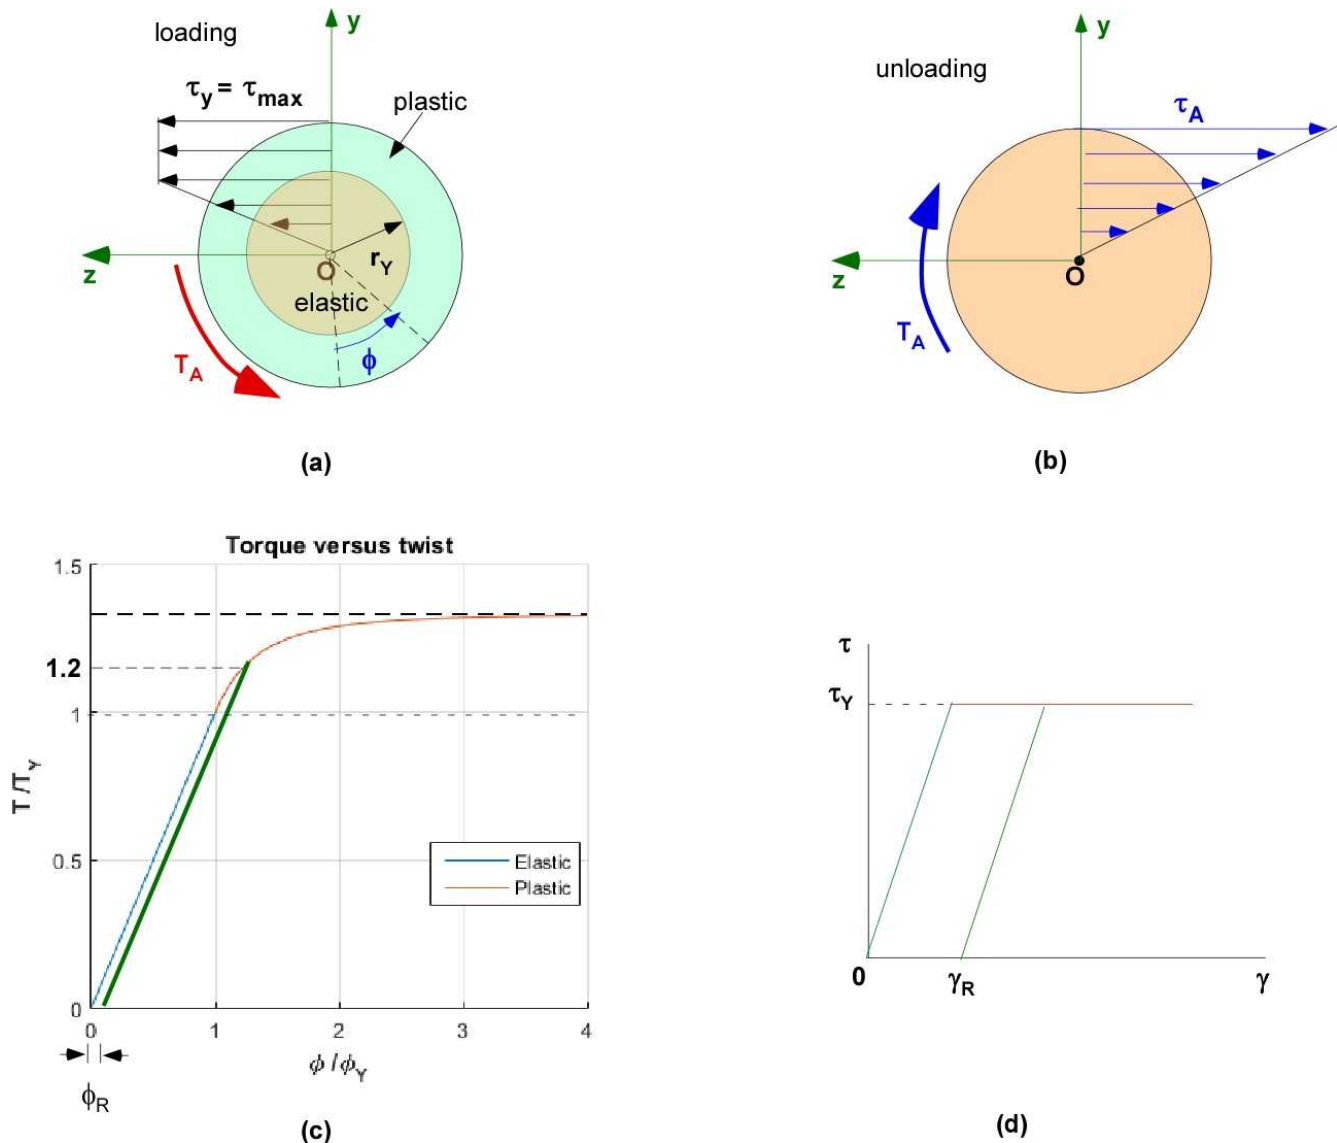 loading
y
τy = τmax
plastic
z
O
rY
elastic
TA
ϕ
(a)
unloading
y
τA
z
O
TA
(b)
Torque versus twist
1.5
1.2
1
0.5
0
T/TY
Elastic
Plastic
0 1 2 3 4
ϕ/ϕY
ϕR
(c)
τ
τY
0
γR
γ
(d)